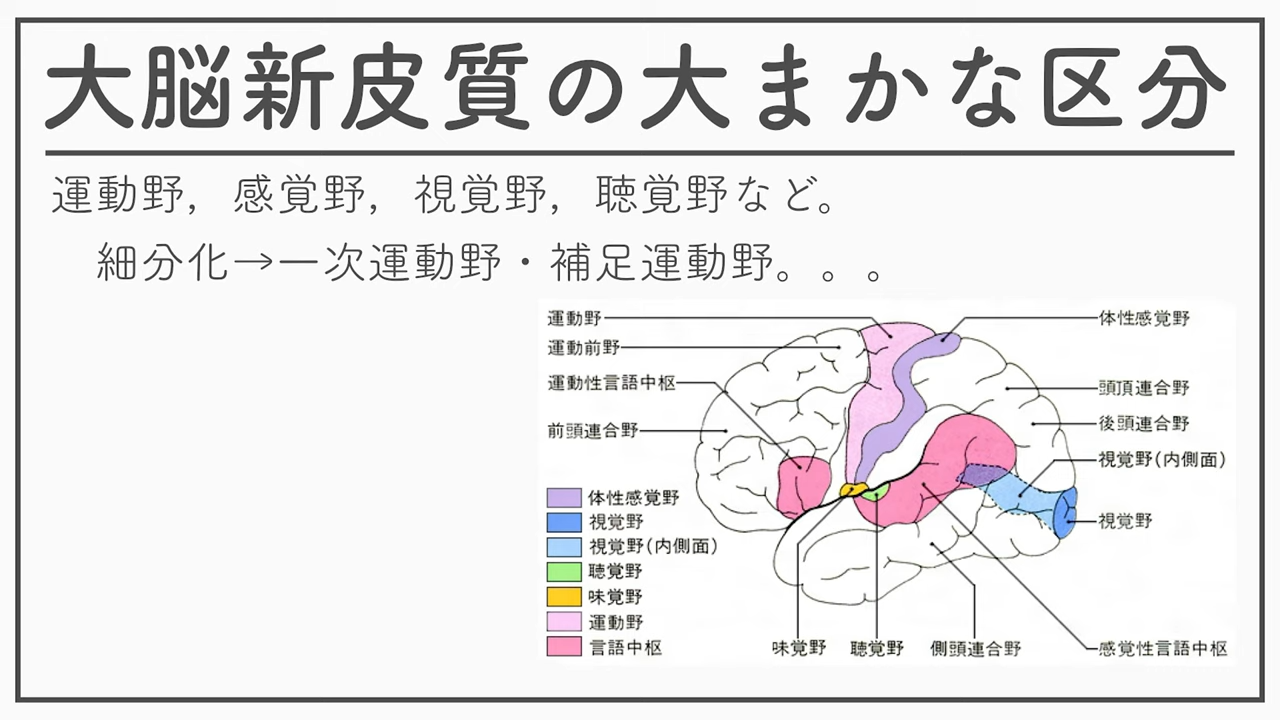 大脳新皮質の大まかな区分
運動野，感覚野，視覚野，聴覚野など。
細分化→一次運動野・補足運動野。。。
運動野
運動前野
運動性言語中枢
前頭連合野
体性感覚野
頭頂連合野
後頭連合野
視覚野(内側面)
視覚野
体性感覚野
視覚野
視覚野(内側面)
聴覚野
味覚野
運動野
言語中枢
味覚野
聴覚野
側頭連合野
感覚性言語中枢